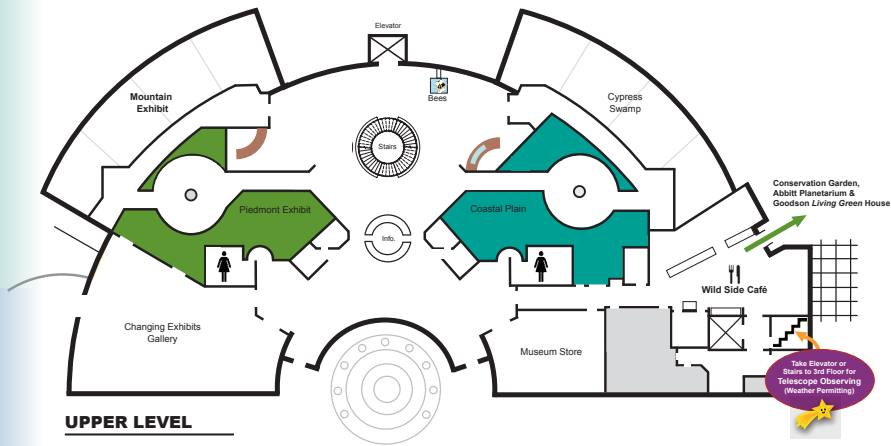 Elevator
Mountain
Exhibit
Bees
Cypress
Swamp
Stairs
Conservation Garden,
Abbitt Planetarium &
Goodson Living Green House
Piedmont Exhibit
Coastal Plain
Info.
Wild Side Café
Changing Exhibits
Gallery
Museum Store
Take Elevator or
Stairs to 3rd Floor for
Telescope Observing
(Weather Permitting)
UPPER LEVEL